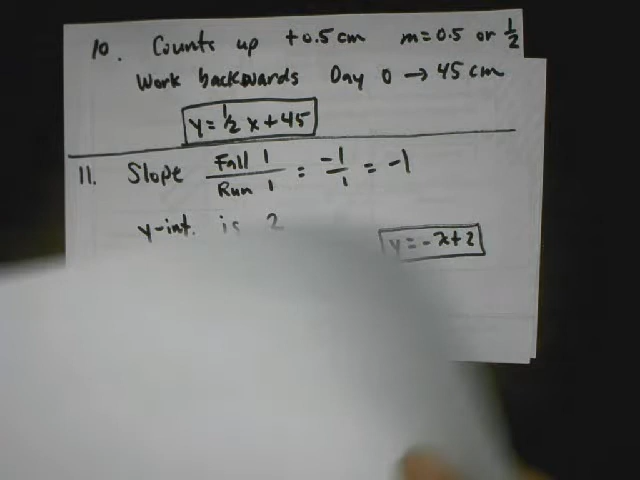 10. Counts up +0.5 cm m = 0.5 or 1/2
Work backwards Day 0 → 45 cm
y = 1/2 x + 45
11. Slope Fall 1 / Run 1 = -1/1 = -1
y-int. is 2
y = -x + 2